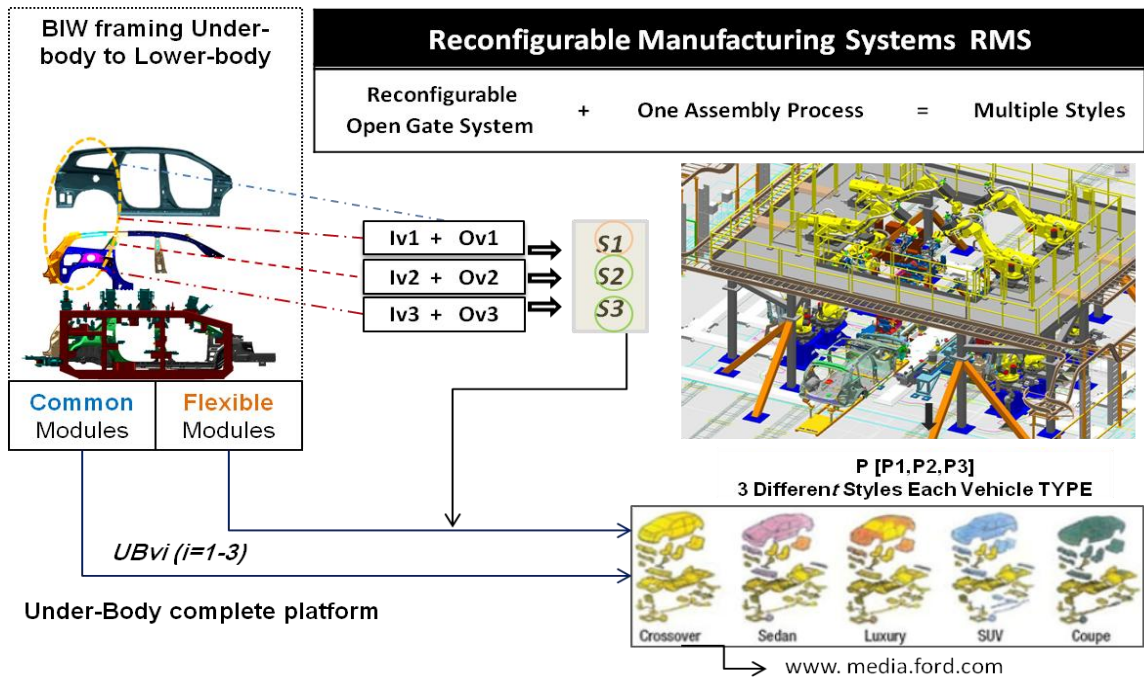 BIW framing Under-
body to Lower-body
Reconfigurable Manufacturing Systems RMS
Reconfigurable
Open Gate System
+ One Assembly Process = Multiple Styles
Iv1 + Ov1
Iv2 + Ov2
Iv3 + Ov3
S1
S2
S3
Common
Modules
Flexible
Modules
P [P1,P2,P3]
3 Different Styles Each Vehicle TYPE
UBvi (i=1-3)
Under-Body complete platform
Crossover Sedan Luxury SUV Coupe
www. media.ford.com